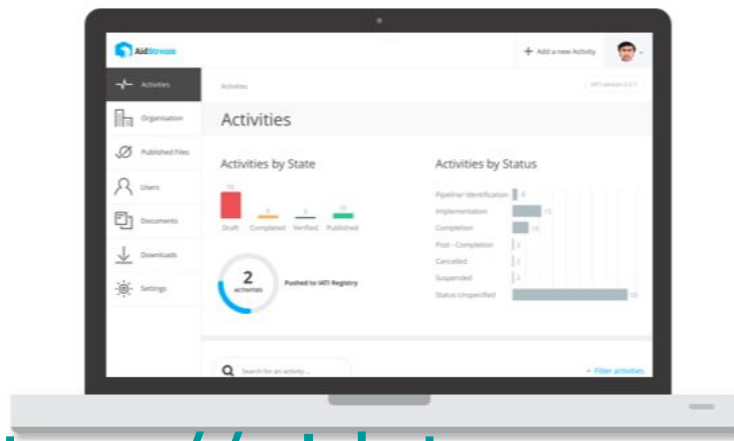 AidStream
+ Add a new Activity
Activities
Activities
Organisation
Published Files
Users
Documents
Downloads
Settings
Activities
Activities by State
Draft
Completed
Verified
Published
2
ACTIVITIES
Pushed to IATI Registry
Activities by Status
Pipeline/ Identification
Implementation
Completion
Post - Completion
Cancelled
Suspended
Status Unspecified
Search for an activity...
+ Filter activities